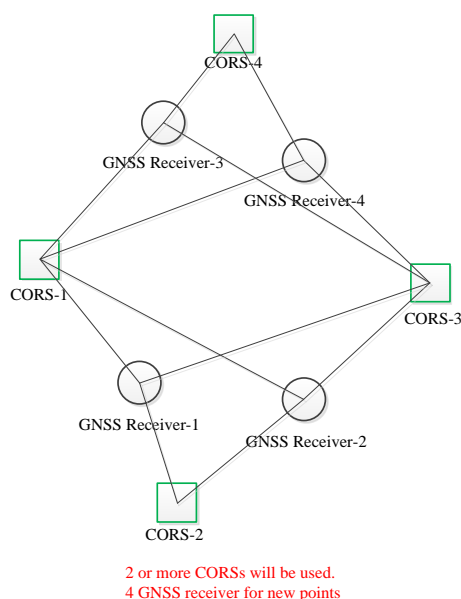 CORS-4
GNSS Receiver-3
GNSS Receiver-4
CORS-1
CORS-3
GNSS Receiver-1
GNSS Receiver-2
CORS-2
2 or more CORSs will be used.
4 GNSS receiver for new points